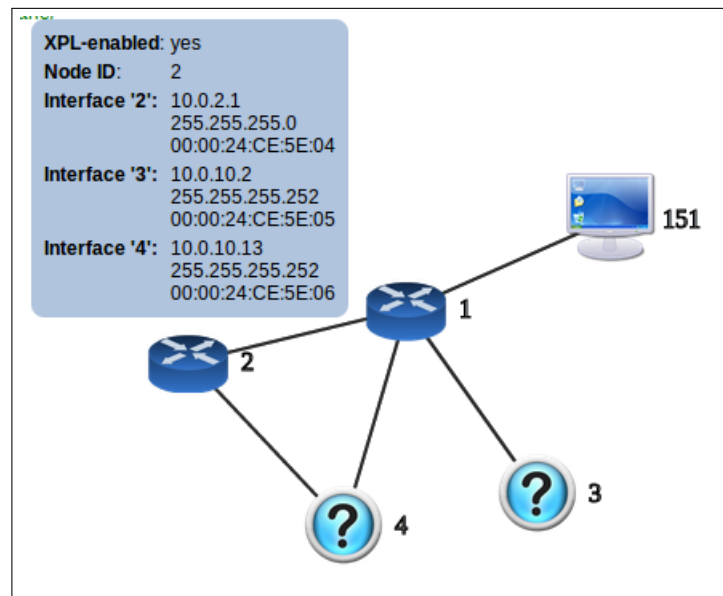 XPL-enabled: yes
Node ID: 2
Interface '2': 10.0.2.1
255.255.255.0
00:00:24:CE:5E:04
Interface '3': 10.0.10.2
255.255.255.252
00:00:24:CE:5E:05
Interface '4': 10.0.10.13
255.255.255.252
00:00:24:CE:5E:06
151
1
2
3
4